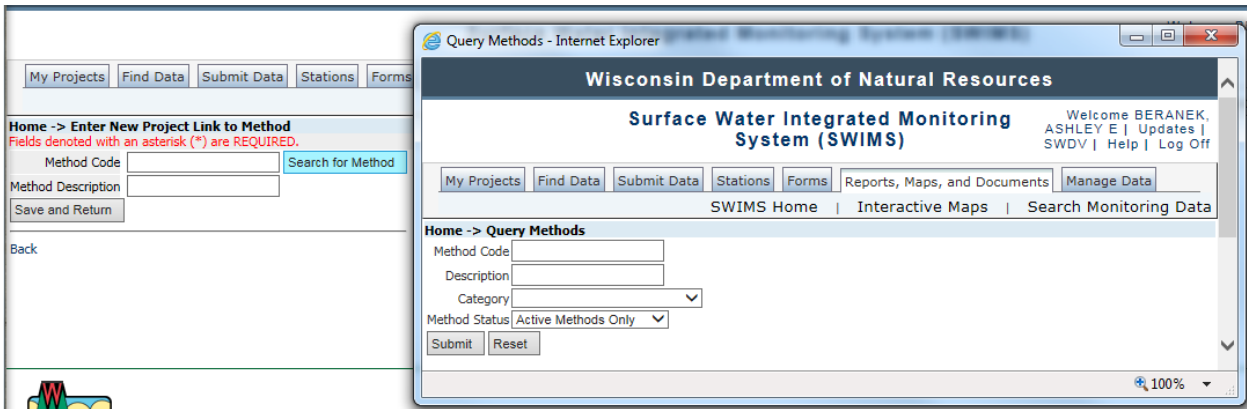 My Projects Find Data Submit Data Stations Forms
Home -> Enter New Project Link to Method
Fields denoted with an asterisk (*) are REQUIRED.
Method Code Search for Method
Method Description
Save and Return
Back
W
Query Methods - Internet Explorer
Wisconsin Department of Natural Resources
Surface Water Integrated Monitoring
System (SWIMS)
Welcome BERANEK,
ASHLEY E | Updates |
SWDV | Help | Log Off
My Projects Find Data Submit Data Stations Forms Reports, Maps, and Documents Manage Data
SWIMS Home | Interactive Maps | Search Monitoring Data
Home -> Query Methods
Method Code
Description
Category
Method Status Active Methods Only
Submit Reset
100%